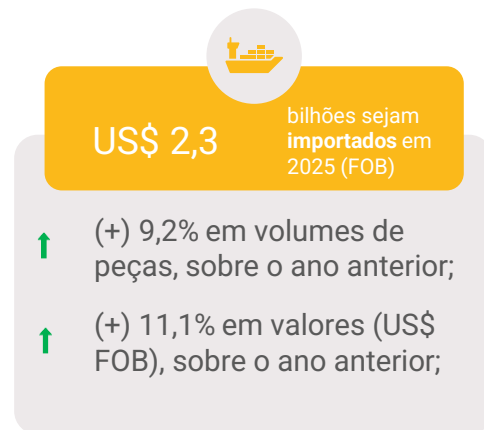 US$ 2,3
bilhões sejam
importados em
2025 (FOB)
(+) 9,2% em volumes de
peças, sobre o ano anterior;
(+) 11,1% em valores (US$
FOB), sobre o ano anterior;